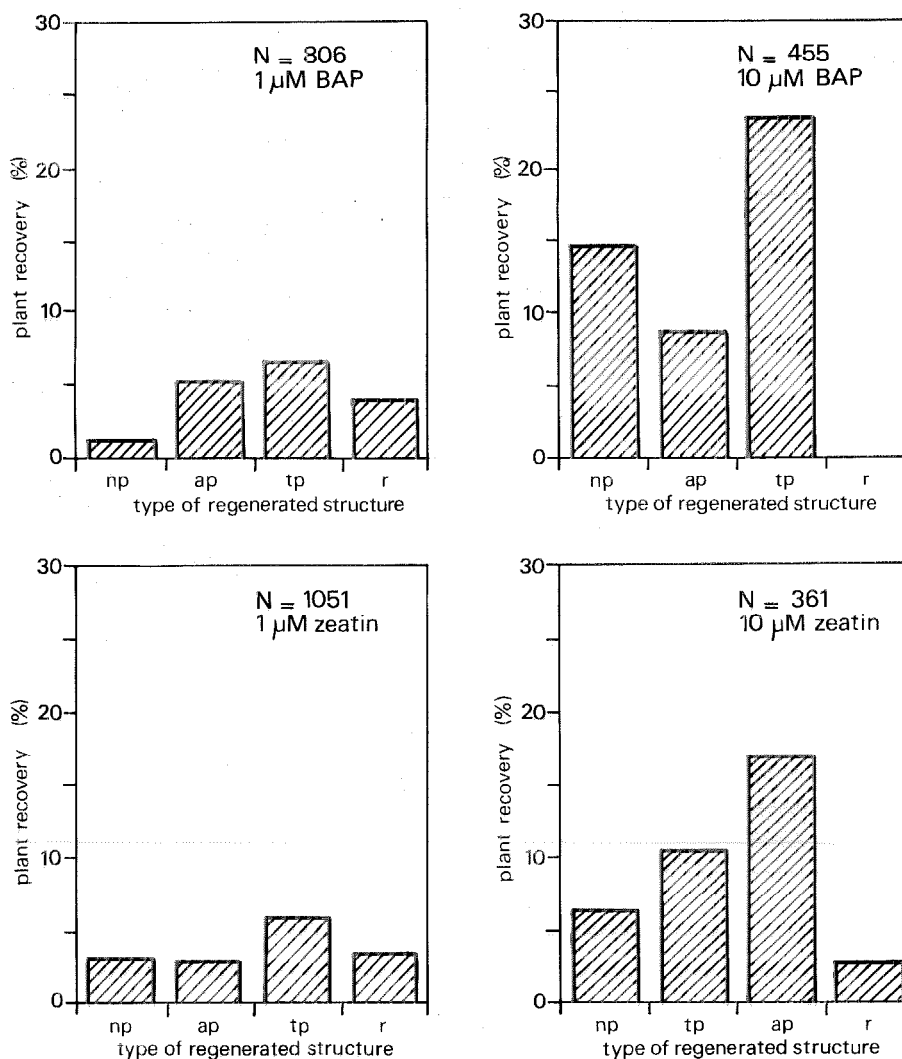 30
20
10
0
plant recovery (%)
N = 806
1 µM BAP
np ap tp r
type of regenerated structure
30
20
10
0
plant recovery (%)
N = 455
10 µM BAP
np ap tp r
type of regenerated structure
30
20
10
0
plant recovery (%)
N = 1051
1 µM zeatin
np ap tp r
type of regenerated structure
30
20
10
0
plant recovery (%)
N = 361
10 µM zeatin
np tp ap r
type of regenerated structure